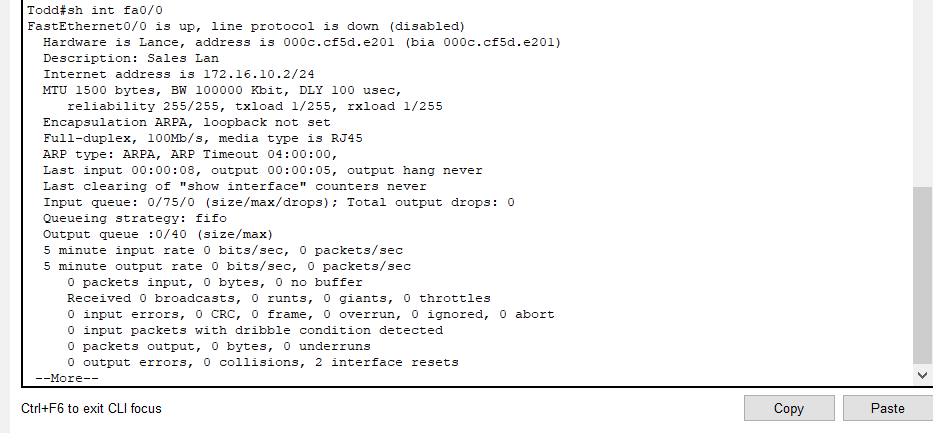 Todd#sh int fa0/0
FastEthernet0/0 is up, line protocol is down (disabled)
Hardware is Lance, address is 000c.cf5d.e201 (bia 000c.cf5d.e201)
Description: Sales Lan
Internet address is 172.16.10.2/24
MTU 1500 bytes, BW 100000 Kbit, DLY 100 usec,
reliability 255/255, txload 1/255, rxload 1/255
Encapsulation ARPA, loopback not set
Full-duplex, 100Mb/s, media type is RJ45
ARP type: ARPA, ARP Timeout 04:00:00,
Last input 00:00:08, output 00:00:05, output hang never
Last clearing of "show interface" counters never
Input queue: 0/75/0 (size/max/drops); Total output drops: 0
Queueing strategy: fifo
Output queue :0/40 (size/max)
5 minute input rate 0 bits/sec, 0 packets/sec
5 minute output rate 0 bits/sec, 0 packets/sec
0 packets input, 0 bytes, 0 no buffer
Received 0 broadcasts, 0 runts, 0 giants, 0 throttles
0 input errors, 0 CRC, 0 frame, 0 overrun, 0 ignored, 0 abort
0 input packets with dribble condition detected
0 packets output, 0 bytes, 0 underruns
0 output errors, 0 collisions, 2 interface resets
--More--
Ctrl+F6 to exit CLI focus
Copy
Paste